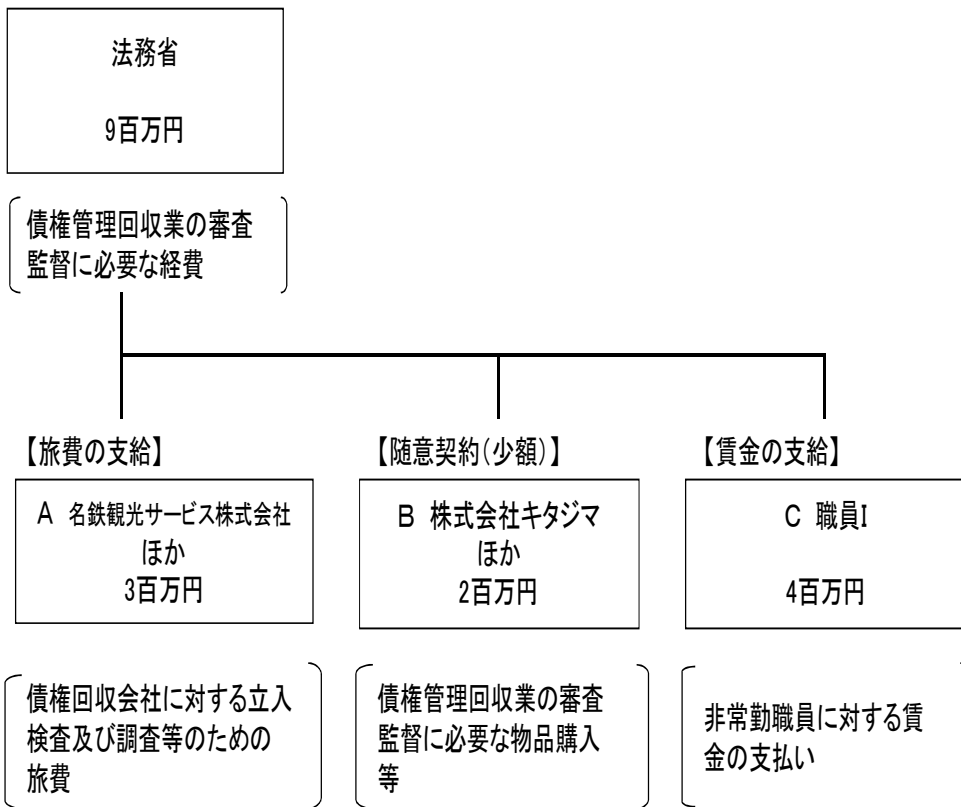 法務省
9百万円
債権管理回収業の審査
監督に必要な経費
【旅費の支給】
A 名鉄観光サービス株式会社
ほか
3百万円
債権回収会社に対する立入
検査及び調査等のための
旅費
【随意契約(少額)】
B 株式会社キタジマ
ほか
2百万円
債権管理回収業の審査
監督に必要な物品購入
等
【賃金の支給】
C 職員I
4百万円
非常勤職員に対する賃
金の支払い